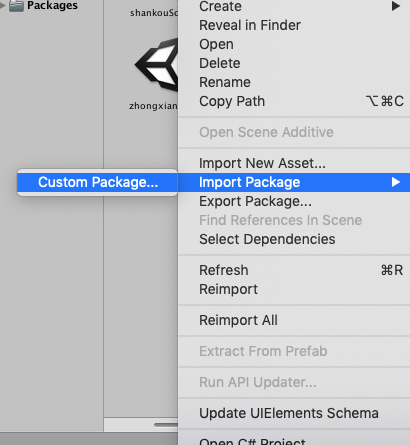 Packages
shankouSc
zhongxian
Create
Reveal in Finder
Open
Delete
Rename
Copy Path ⌥⌘C
Open Scene Additive
Import New Asset...
Custom Package...
Import Package
Export Package...
Find References In Scene
Select Dependencies
Refresh ⌘R
Reimport
Reimport All
Extract From Prefab
Run API Updater...
Update UIElements Schema
Open C# Project